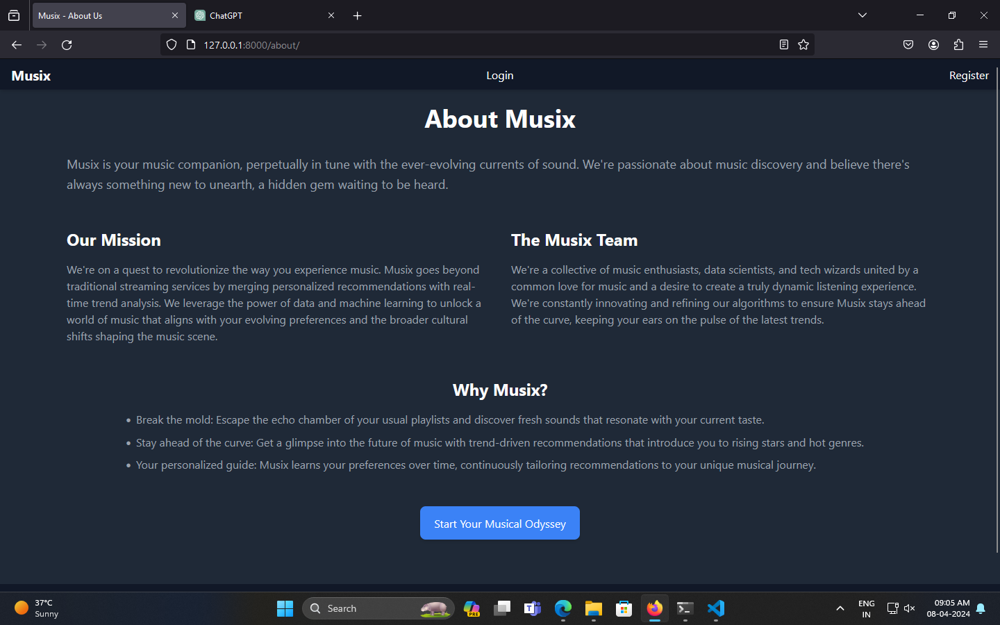 Musix - About Us
ChatGPT
127.0.0.1:8000/about/
Musix
Login
Register
About Musix
Musix is your music companion, perpetually in tune with the ever-evolving currents of sound. We're passionate about music discovery and believe there's
always something new to unearth, a hidden gem waiting to be heard.
Our Mission
We're on a quest to revolutionize the way you experience music. Musix goes beyond
traditional streaming services by merging personalized recommendations with real-
time trend analysis. We leverage the power of data and machine learning to unlock a
world of music that aligns with your evolving preferences and the broader cultural
shifts shaping the music scene.
The Musix Team
We're a collective of music enthusiasts, data scientists, and tech wizards united by a
common love for music and a desire to create a truly dynamic listening experience.
We're constantly innovating and refining our algorithms to ensure Musix stays ahead
of the curve, keeping your ears on the pulse of the latest trends.
Why Musix?
• Break the mold: Escape the echo chamber of your usual playlists and discover fresh sounds that resonate with your current taste.
• Stay ahead of the curve: Get a glimpse into the future of music with trend-driven recommendations that introduce you to rising stars and hot genres.
• Your personalized guide: Musix learns your preferences over time, continuously tailoring recommendations to your unique musical journey.
Start Your Musical Odyssey
37°C
Sunny
Search
PRE
T
ENG
IN
09:05 AM
08-04-2024